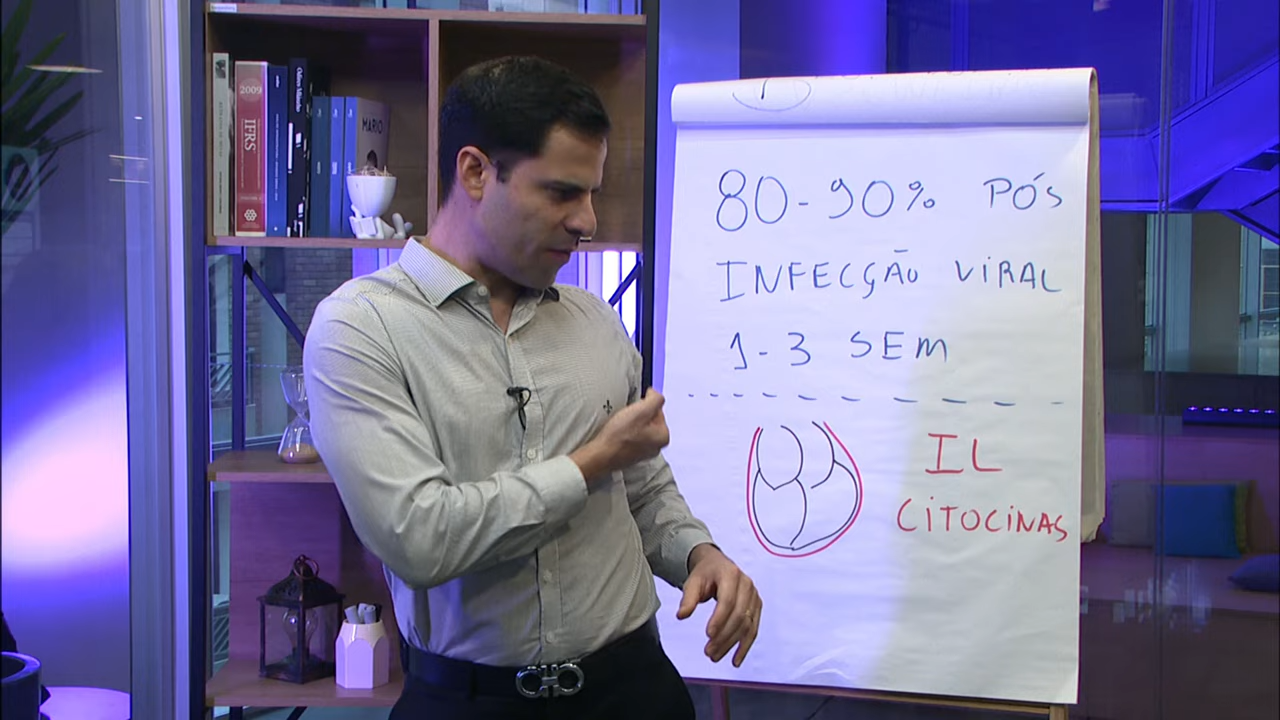 2009
IFRS
MARIO
80-90% PÓS
INFECÇÃO VIRAL
1-3 SEM
IL
CITOCINAS